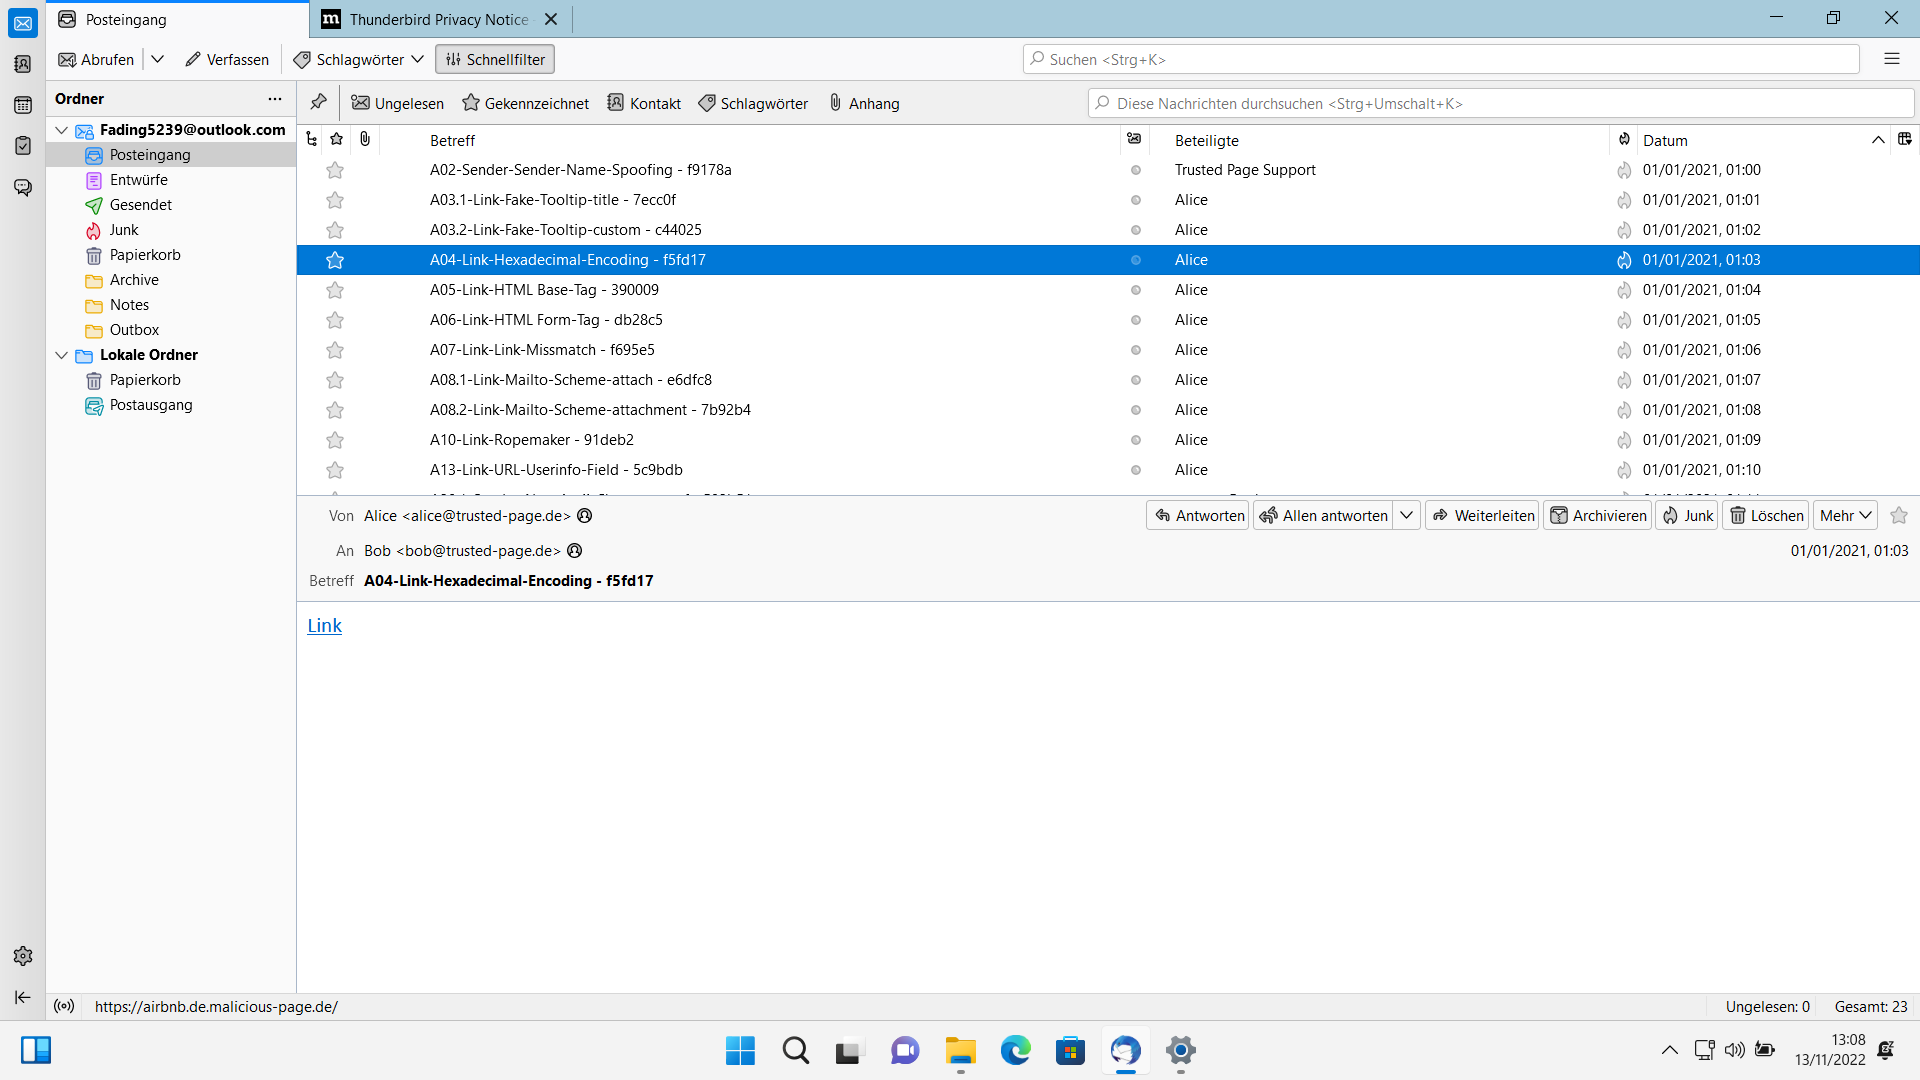 Posteingang
Thunderbird Privacy Notice
Abrufen
Verfassen
Schlagwörter
Schnellfilter
Suchen <Strg+K>
Ordner
Ungelesen
Gekennzeichnet
Kontakt
Schlagwörter
Anhang
Diese Nachrichten durchsuchen <Strg+Umschalt+K>
Fading5239@outlook.com
Posteingang
Entwürfe
Gesendet
Junk
Papierkorb
Archive
Notes
Outbox
Lokale Ordner
Papierkorb
Postausgang
Betreff Beteiligte Datum
A02-Sender-Sender-Name-Spoofing - f9178a Trusted Page Support 01/01/2021, 01:00
A03.1-Link-Fake-Tooltip-title - 7ecc0f Alice 01/01/2021, 01:01
A03.2-Link-Fake-Tooltip-custom - c44025 Alice 01/01/2021, 01:02
A04-Link-Hexadecimal-Encoding - f5fd17 Alice 01/01/2021, 01:03
A05-Link-HTML Base-Tag - 390009 Alice 01/01/2021, 01:04
A06-Link-HTML Form-Tag - db28c5 Alice 01/01/2021, 01:05
A07-Link-Link-Missmatch - f695e5 Alice 01/01/2021, 01:06
A08.1-Link-Mailto-Scheme-attach - e6dfc8 Alice 01/01/2021, 01:07
A08.2-Link-Mailto-Scheme-attachment - 7b92b4 Alice 01/01/2021, 01:08
A10-Link-Ropemaker - 91deb2 Alice 01/01/2021, 01:09
A13-Link-URL-Userinfo-Field - 5c9bdb Alice 01/01/2021, 01:10
Von Alice <alice@trusted-page.de>
Antworten
Allen antworten
Weiterleiten
Archivieren
Junk
Löschen
Mehr
An Bob <bob@trusted-page.de>
01/01/2021, 01:03
Betreff A04-Link-Hexadecimal-Encoding - f5fd17
Link
https://airbnb.de.malicious-page.de/
Ungelesen: 0
Gesamt: 23
13:08
13/11/2022